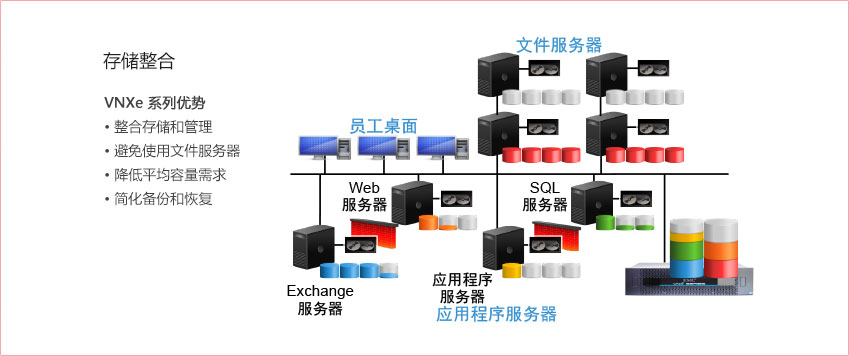 存储整合
VNXe 系列优势
• 整合存储和管理
• 避免使用文件服务器
• 降低平均容量需求
• 简化备份和恢复
文件服务器
员工桌面
Web
服务器
SQL
服务器
Exchange
服务器
应用程序
服务器
应用程序服务器